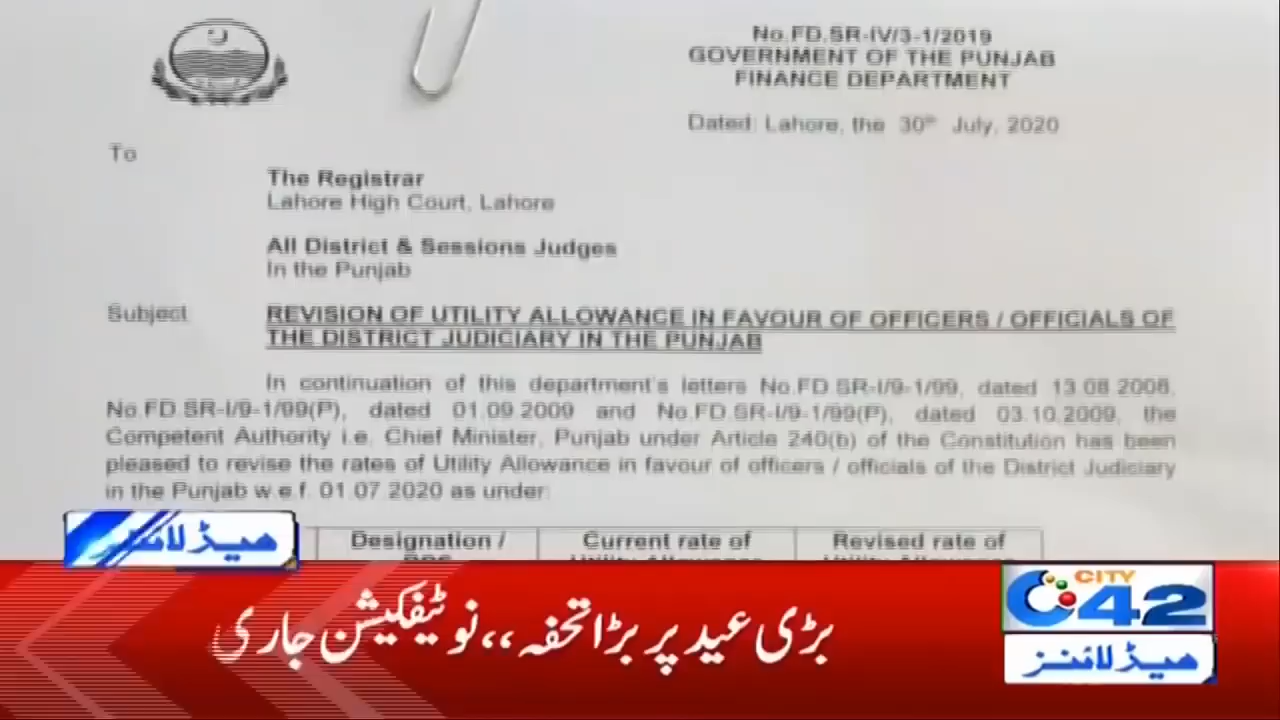 No.FD.SR-IV/3-1/2019
GOVERNMENT OF THE PUNJAB
FINANCE DEPARTMENT
Dated: Lahore, the 30th July, 2020
To
The Registrar
Lahore High Court, Lahore
All District & Sessions Judges
In the Punjab
Subject
REVISION OF UTILITY ALLOWANCE IN FAVOUR OF OFFICERS / OFFICIALS OF
THE DISTRICT JUDICIARY IN THE PUNJAB
In continuation of this department's letters No.FD.SR-I/9-1/99, dated 13.08.2008,
No.FD.SR-I/9-1/99(P), dated 01.09.2009 and No.FD.SR-I/9-1/99(P), dated 03.10.2009, the
Competent Authority i.e. Chief Minister, Punjab under Article 240(b) of the Constitution has been
pleased to revise the rates of Utility Allowance in favour of officers / officials of the District Judiciary
in the Punjab w.e.f. 01.07.2020 as under:
Designation / Current rate of Revised rate of
ہیڈلائنز
بڑی عید پر بڑا تحفہ،،نوٹیفکیشن جاری
CITY
42
ہیڈلائنز